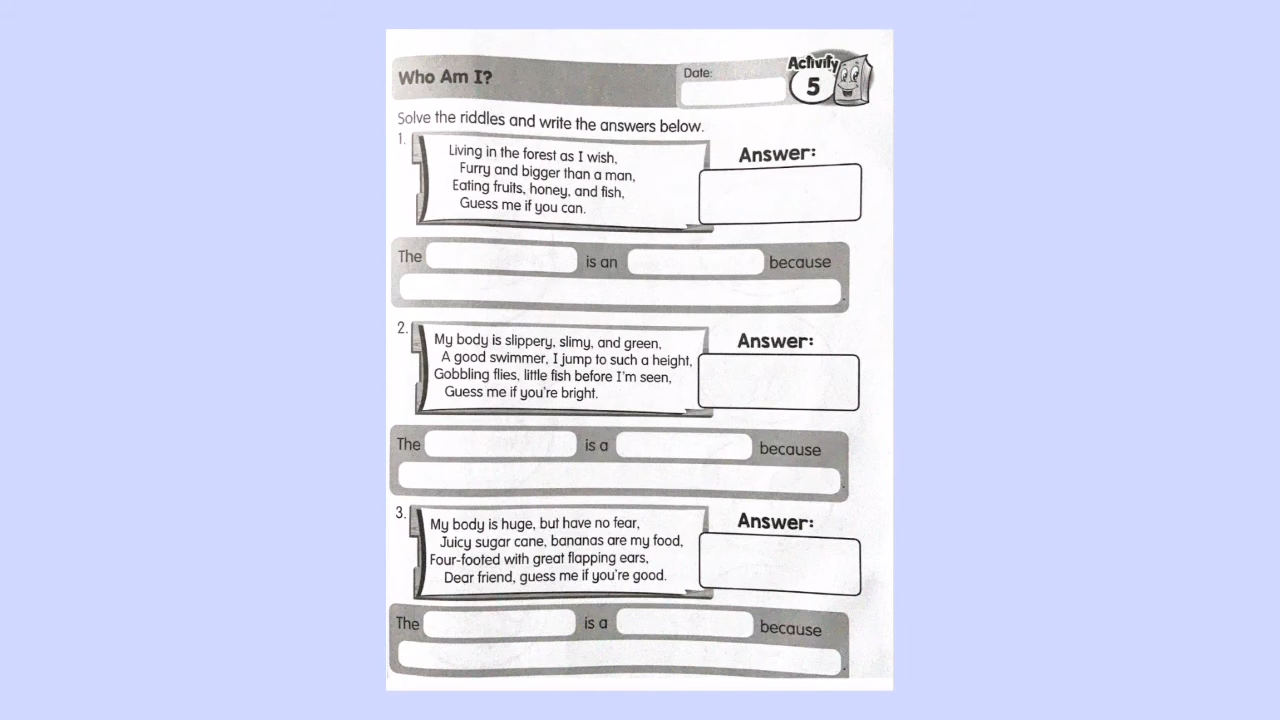 Who Am I?
Date:
Activity
5
Solve the riddles and write the answers below.
1.
Living in the forest as I wish,
Furry and bigger than a man,
Eating fruits, honey, and fish,
Guess me if you can.
Answer:
The is an because
.
2.
My body is slippery, slimy, and green,
A good swimmer, I jump to such a height,
Gobbling flies, little fish before I'm seen,
Guess me if you're bright.
Answer:
The is a because
.
3.
My body is huge, but have no fear,
Juicy sugar cane, bananas are my food,
Four-footed with great flapping ears,
Dear friend, guess me if you're good.
Answer:
The is a because
.